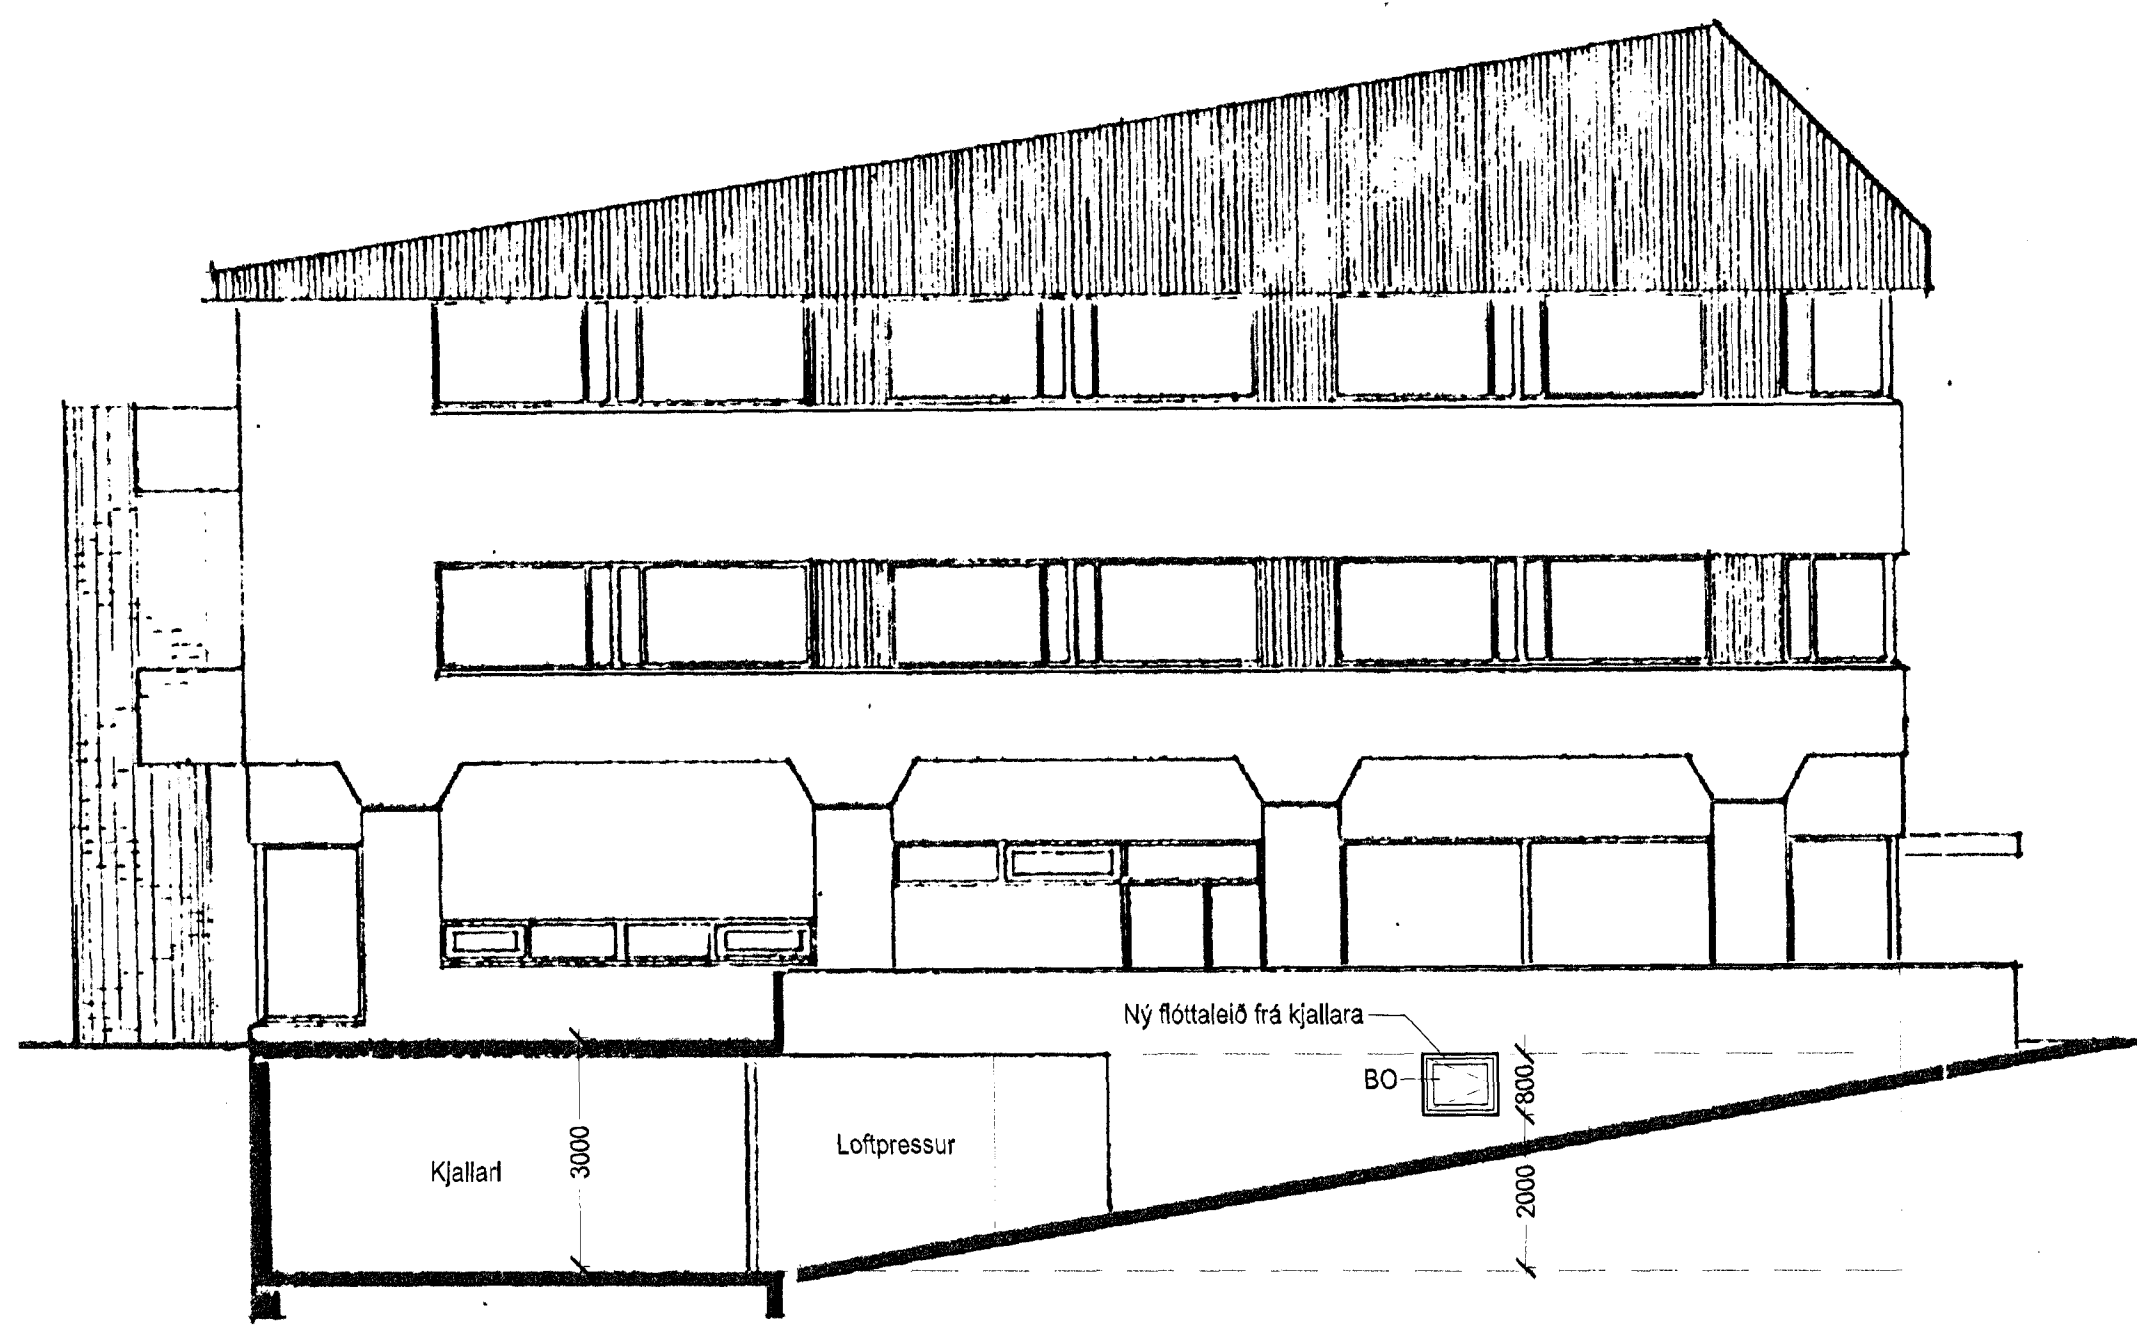 Ný flóttaleið frá kjallara
BO
800
3000
Loftpressur
Kjallari
2000